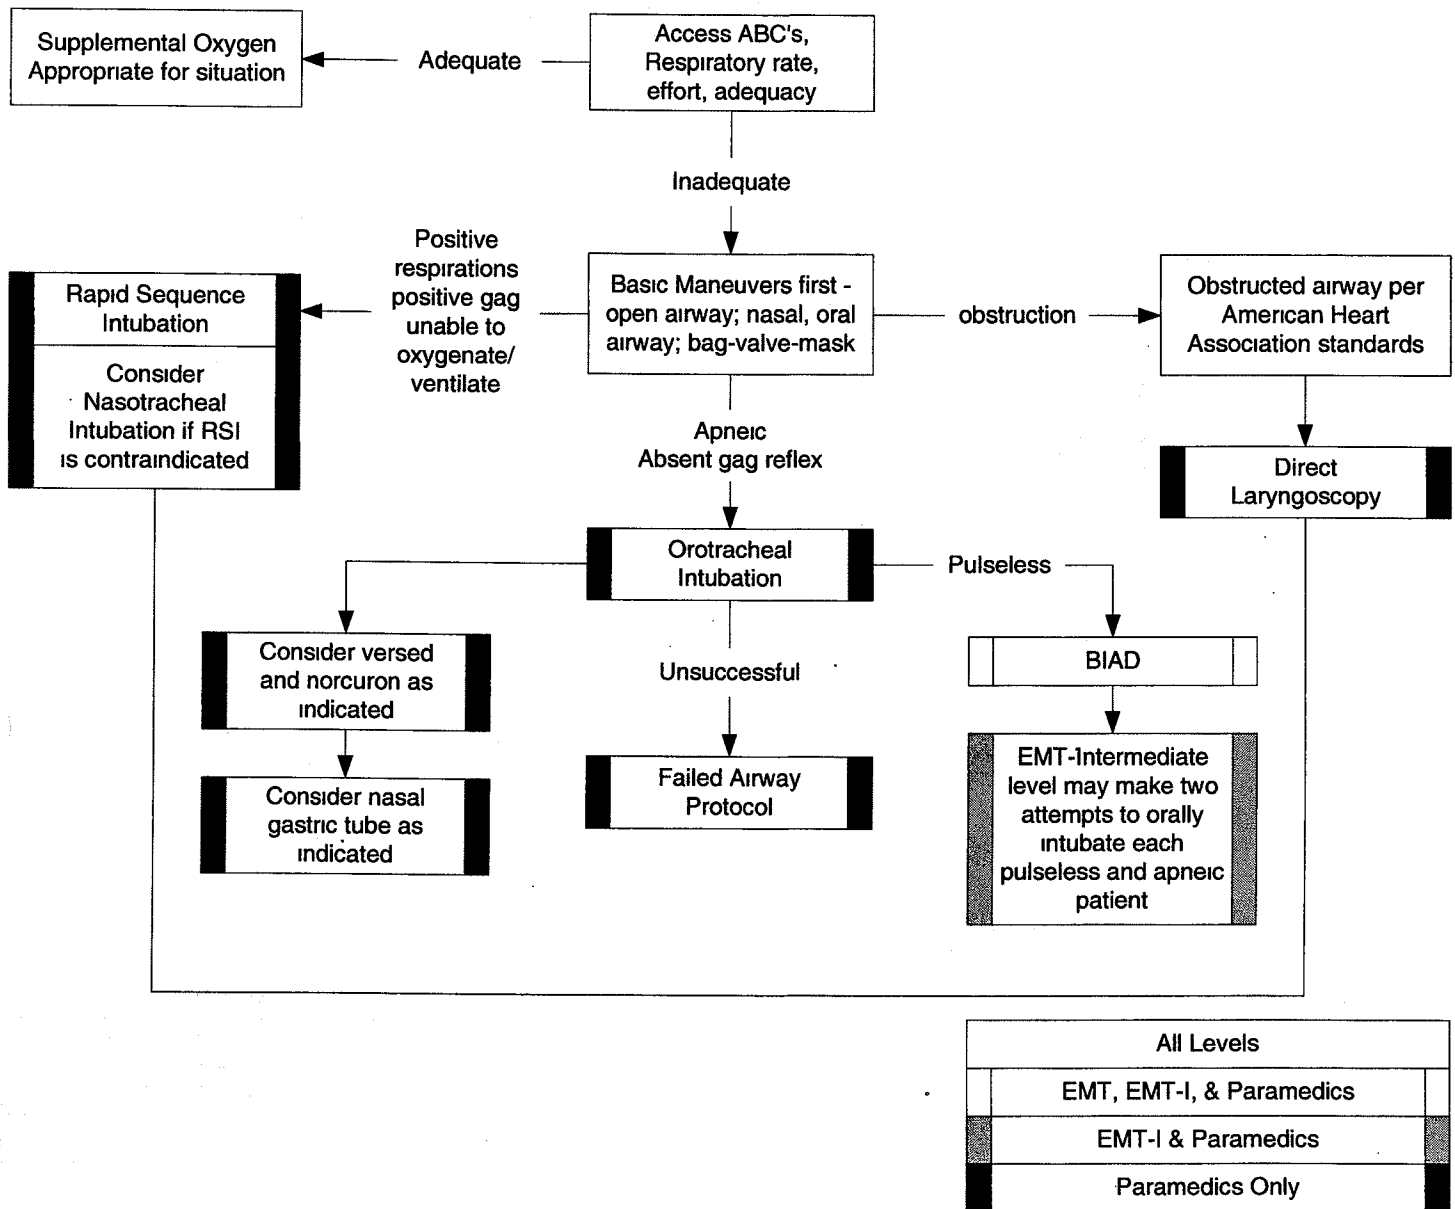 Supplemental Oxygen
Appropriate for situation
Adequate
Access ABC's,
Respiratory rate,
effort, adequacy
Inadequate
Positive
respirations
positive gag
unable to
oxygenate/
ventilate
Rapid Sequence
Intubation
Consider
Nasotracheal
Intubation if RSI
is contraindicated
Basic Maneuvers first -
open airway; nasal, oral
airway; bag-valve-mask
obstruction
Obstructed airway per
American Heart
Association standards
Apneic
Absent gag reflex
Direct
Laryngoscopy
Orotracheal
Intubation
Pulseless
Consider versed
and norcuron as
indicated
Unsuccessful
BIAD
Consider nasal
gastric tube as
indicated
Failed Airway
Protocol
EMT-Intermediate
level may make two
attempts to orally
intubate each
pulseless and apneic
patient
All Levels
EMT, EMT-I, & Paramedics
EMT-I & Paramedics
Paramedics Only